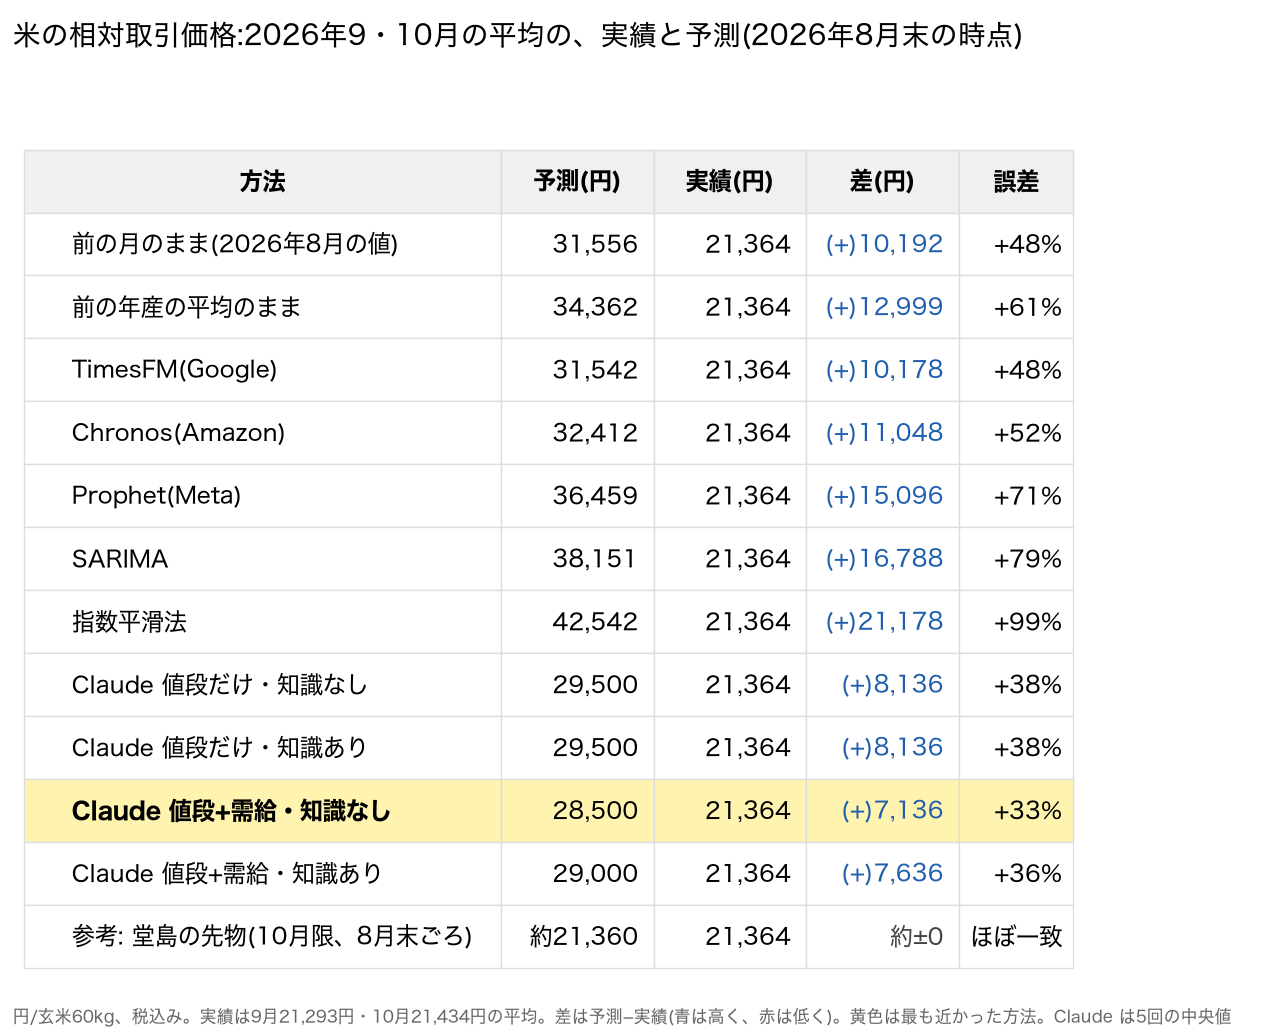 米の相対取引価格:2026年9・10月の平均の、実績と予測(2026年8月末の時点)
方法 予測(円) 実績(円) 差(円) 誤差
前の月のまま(2026年8月の値) 31,556 21,364 (+)10,192 +48%
前の年産の平均のまま 34,362 21,364 (+)12,999 +61%
TimesFM(Google) 31,542 21,364 (+)10,178 +48%
Chronos(Amazon) 32,412 21,364 (+)11,048 +52%
Prophet(Meta) 36,459 21,364 (+)15,096 +71%
SARIMA 38,151 21,364 (+)16,788 +79%
指数平滑法 42,542 21,364 (+)21,178 +99%
Claude 値段だけ・知識なし 29,500 21,364 (+)8,136 +38%
Claude 値段だけ・知識あり 29,500 21,364 (+)8,136 +38%
Claude 値段+需給・知識なし 28,500 21,364 (+)7,136 +33%
Claude 値段+需給・知識あり 29,000 21,364 (+)7,636 +36%
参考: 堂島の先物(10月限、8月末ごろ) 約21,360 21,364 約±0 ほぼ一致
円/玄米60kg、税込み。実績は9月21,293円・10月21,434円の平均。差は予測−実績(青は高く、赤は低く)。黄色は最も近かった方法。Claude は5回の中央値